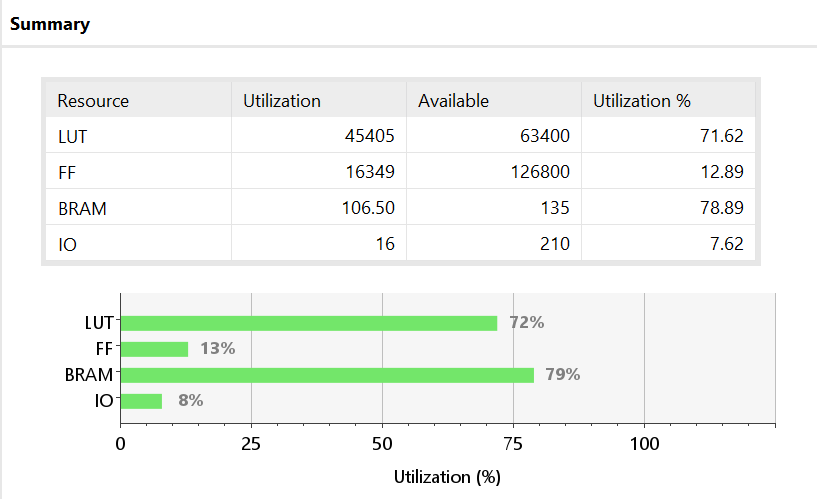 Summary
Resource Utilization Available Utilization %
LUT 45405 63400 71.62
FF 16349 126800 12.89
BRAM 106.50 135 78.89
IO 16 210 7.62
LUT 72%
FF 13%
BRAM 79%
IO 8%
0 25 50 75 100
Utilization (%)